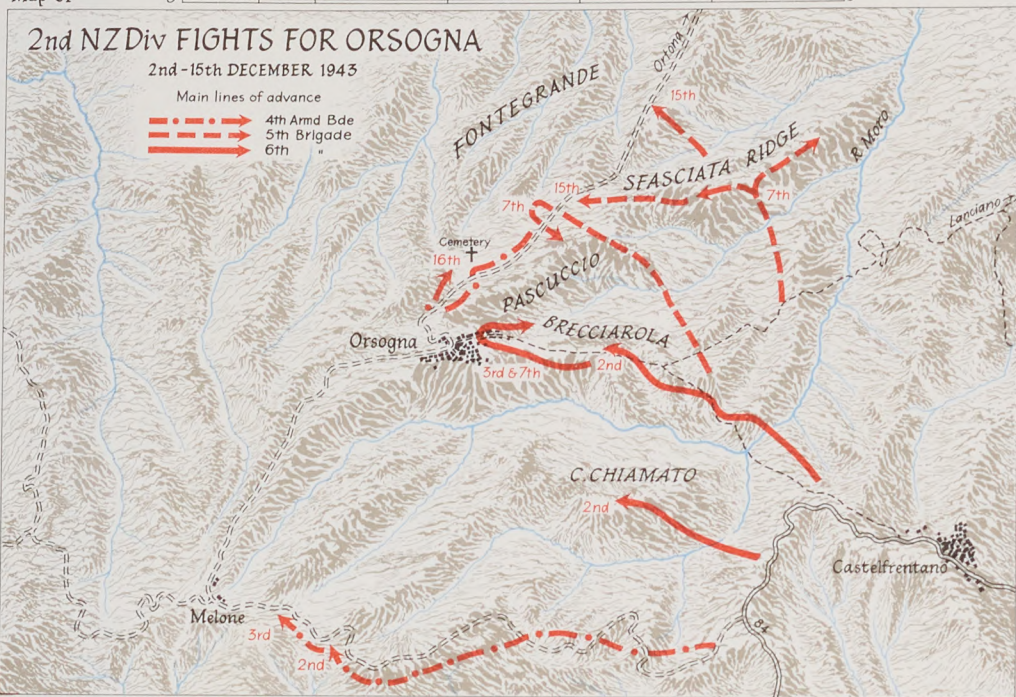 2nd NZ Div FIGHTS FOR ORSOGNA
2nd-15th DECEMBER 1943
Main lines of advance
4th Armd Bde
5th Brigade
6th "
Ortona
FONTEGRANDE
15th
SFASCIATA RIDGE
R. Moro
15th
7th
7th
Lanciano
Cemetery
16th
PASCUCCIO
BRECCIAROLA
Orsogna
3rd & 7th
2nd
C. CHIAMATO
2nd
Castelfrentano
Melone
3rd
2nd
84